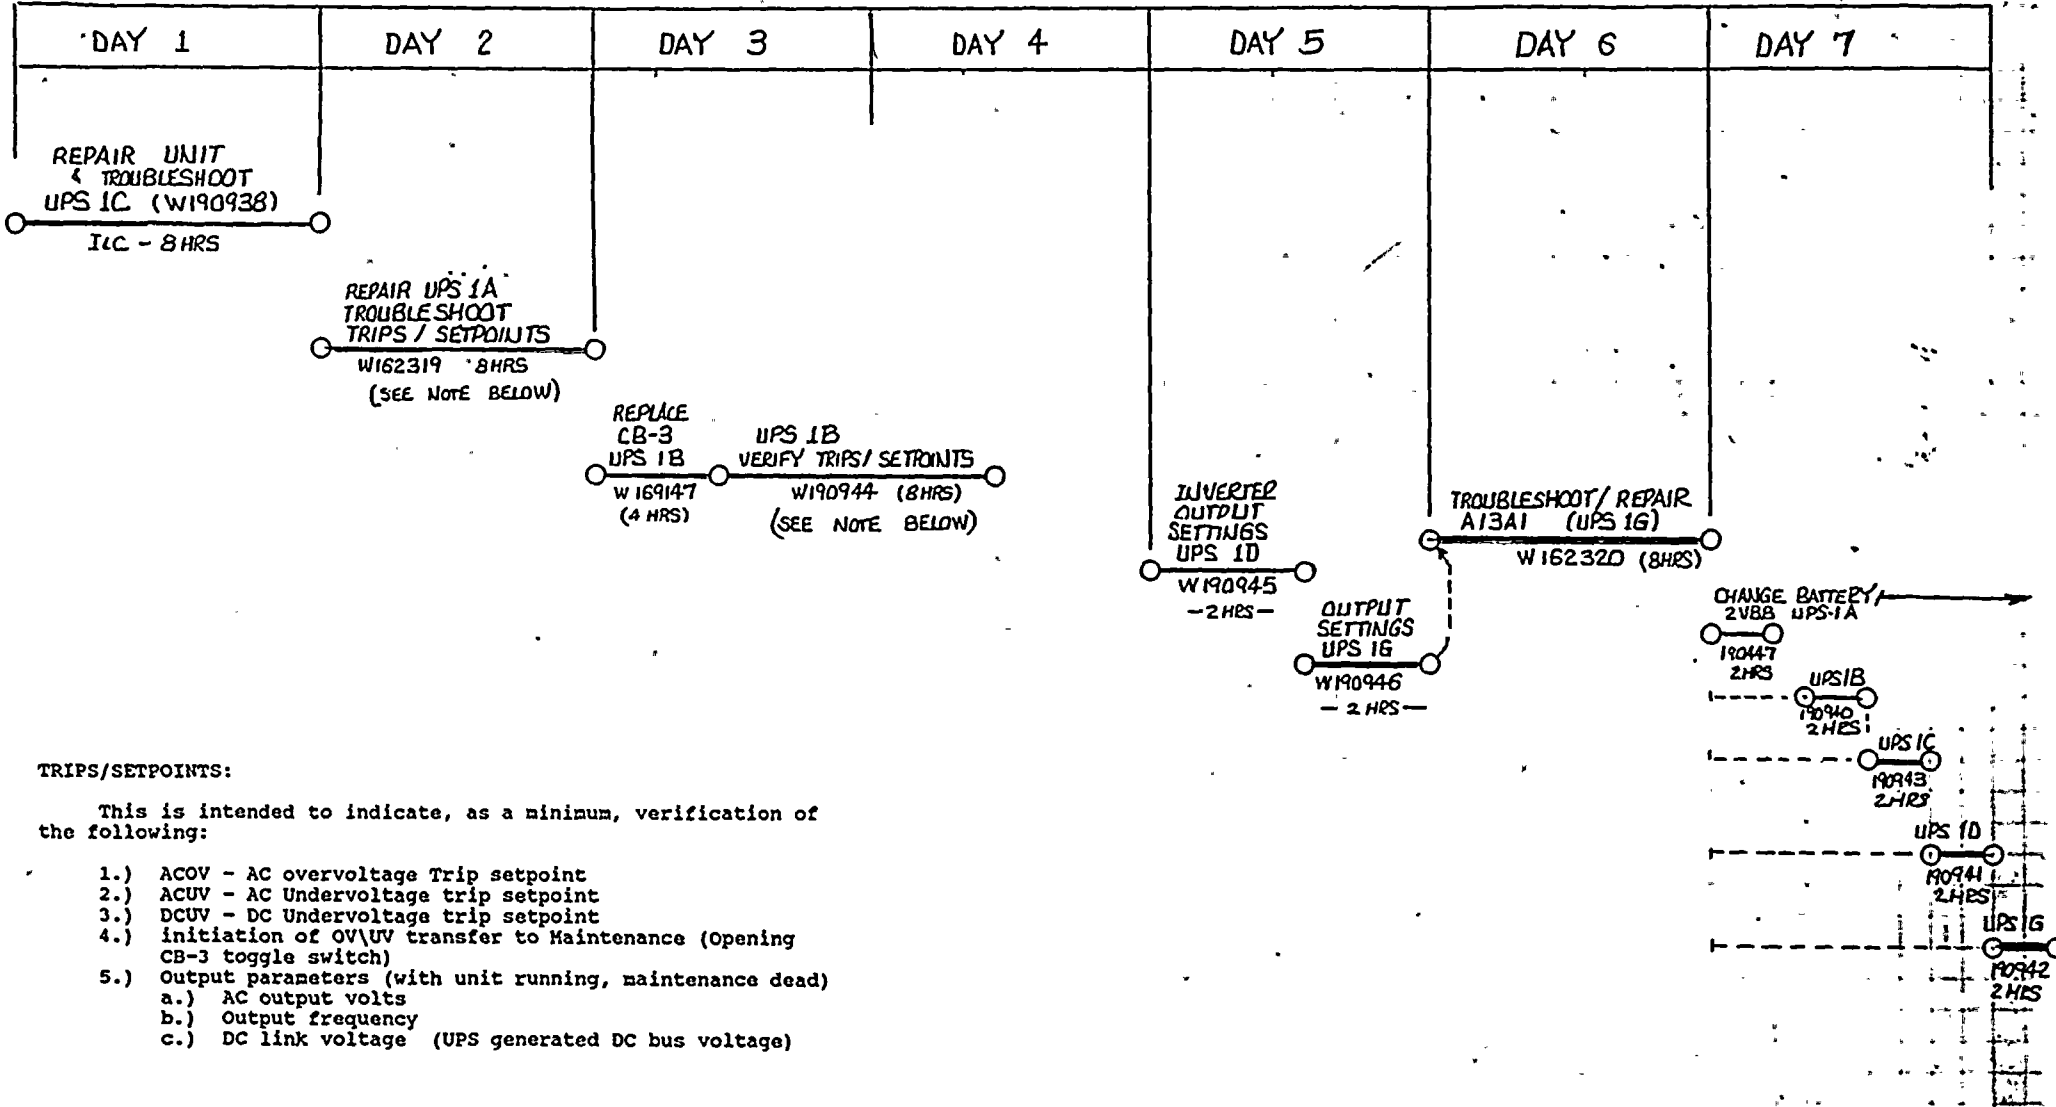 DAY 1
DAY 2
DAY 3
DAY 4
DAY 5
DAY 6
DAY 7
REPAIR UNIT
& TROUBLESHOOT
UPS 1C (W190938)
I&C - 8 HRS
REPAIR UPS 1A
TROUBLESHOOT
TRIPS / SETPOINTS
W162319 8HRS
(SEE NOTE BELOW)
REPLACE
CB-3
UPS 1B
W 169147
(4 HRS)
UPS 1B
VERIFY TRIPS/ SETPOINTS
W190944 (8HRS)
(SEE NOTE BELOW)
INVERTER
OUTPUT
SETTINGS
UPS 1D
W190945
-2HRS-
OUTPUT
SETTINGS
UPS 1G
W190946
- 2 HRS -
TROUBLESHOOT/ REPAIR
A13A1 (UPS 1G)
W162320 (8HRS)
CHANGE BATTERY
2VBB UPS-1A
2HRS
UPS1B
190940
2HRS
UPS 1C
190943
2HRS
UPS 1D
190941
2HRS
UPS 1G
190942
2HRS
TRIPS/SETPOINTS:
This is intended to indicate, as a minimum, verification of
the following:
1.) ACOV - AC overvoltage Trip setpoint
2.) ACUV - AC Undervoltage trip setpoint
3.) DCUV - DC Undervoltage trip setpoint
4.) initiation of OV\UV transfer to Maintenance (Opening
CB-3 toggle switch)
5.) Output parameters (with unit running, maintenance dead)
a.) AC output volts
b.) Output frequency
c.) DC link voltage (UPS generated DC bus voltage)